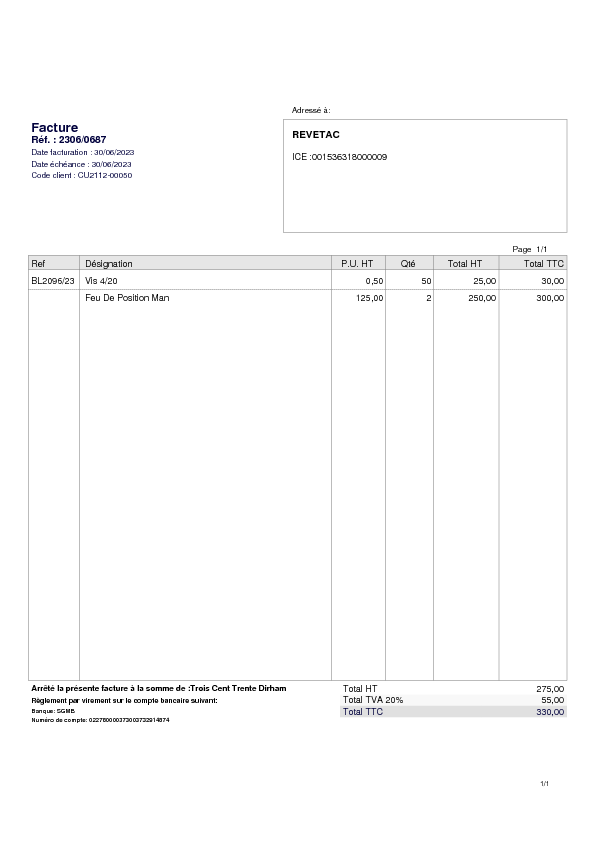 Adressé à:
Facture
Réf. : 2306/0687
Date facturation : 30/06/2023
Date échéance : 30/06/2023
Code client : CU2112-00050
REVETAC
ICE :001536318000009
Page 1/1
Ref Désignation P.U. HT Qté Total HT Total TTC
BL2096/23 Vis 4/20 0,50 50 25,00 30,00
Feu De Position Man 125,00 2 250,00 300,00
Arrêté la présente facture à la somme de :Trois Cent Trente Dirham
Règlement par virement sur le compte bancaire suivant:
Banque: SGMB
Numéro de compte:
Total HT 275,00
Total TVA 20% 55,00
Total TTC 330,00
1/1